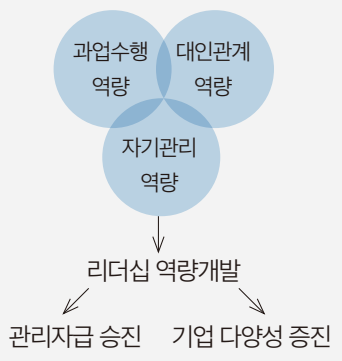 과업수행
역량
대인관계
역량
자기관리
역량
리더십 역량개발
관리자급 승진
기업 다양성 증진